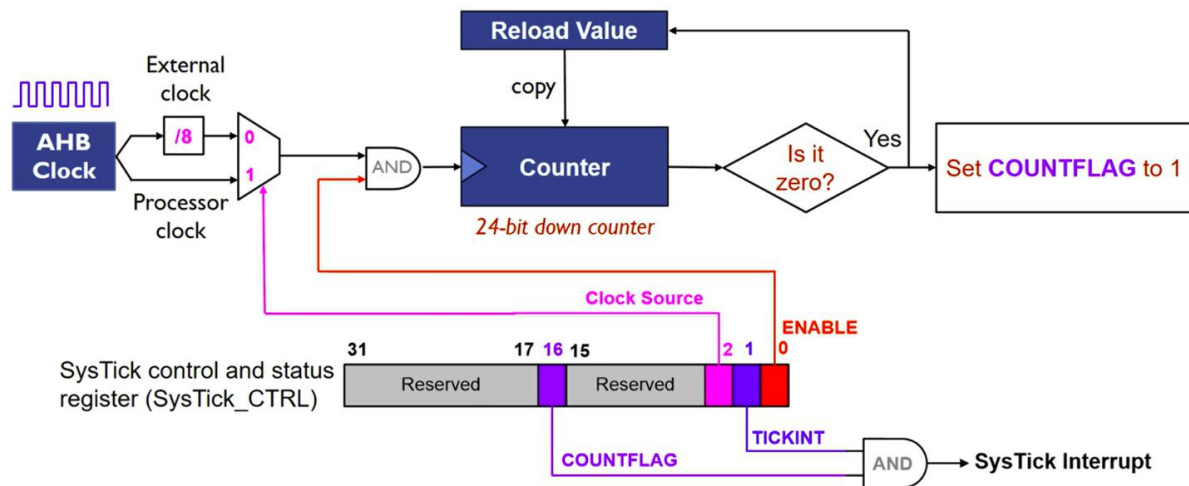 Reload Value
External
clock
copy
AHB
Clock
/8
0
1
AND
Counter
Is it
zero?
Yes
Set COUNTFLAG to 1
Processor
clock
24-bit down counter
Clock Source
ENABLE
31
17
16
15
2
1
0
SysTick control and status
register (SysTick_CTRL)
Reserved
Reserved
TICKINT
COUNTFLAG
AND
SysTick Interrupt